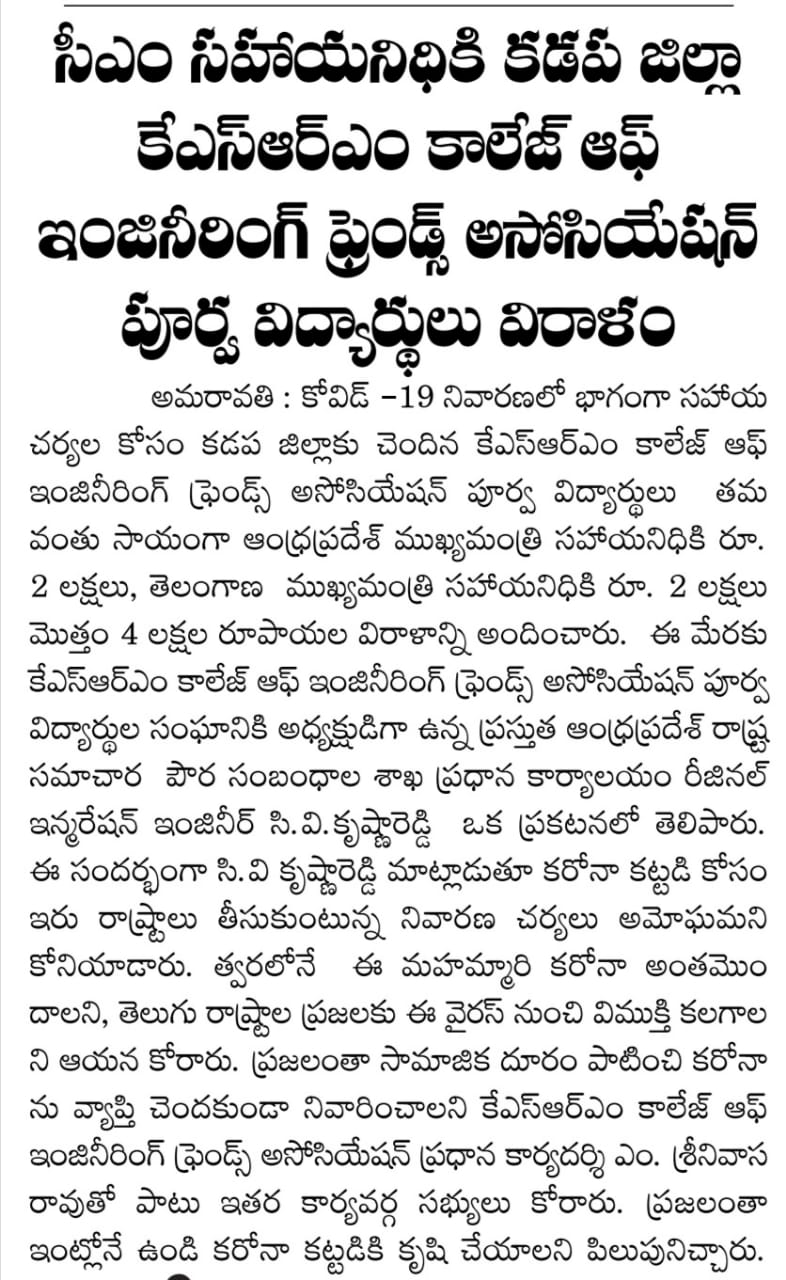 సీఎం సహాయనిధికి కడప జిల్లా
కేఎస్ఆర్ఎం కాలేజ్ ఆఫ్
ఇంజినీరింగ్ ఫ్రెండ్స్ అసోసియేషన్
పూర్వ విద్యార్థులు విరాళం
అమరావతి : కోవిడ్ -19 నివారణలో భాగంగా సహాయ
చర్యల కోసం కడప జిల్లాకు చెందిన కేఎస్ఆర్ఎం కాలేజ్ ఆఫ్
ఇంజినీరింగ్ ఫ్రెండ్స్ అసోసియేషన్ పూర్వ విద్యార్థులు తమ
వంతు సాయంగా ఆంధ్రప్రదేశ్ ముఖ్యమంత్రి సహాయనిధికి రూ.
2 లక్షలు, తెలంగాణ ముఖ్యమంత్రి సహాయనిధికి రూ. 2 లక్షలు
మొత్తం 4 లక్షల రూపాయల విరాళాన్ని అందించారు. ఈ మేరకు
కేఎస్ఆర్ఎం కాలేజ్ ఆఫ్ ఇంజినీరింగ్ ఫ్రెండ్స్ అసోసియేషన్ పూర్వ
విద్యార్థుల సంఘానికి అధ్యక్షుడిగా ఉన్న ప్రస్తుత ఆంధ్రప్రదేశ్ రాష్ట్ర
సమాచార పౌర సంబంధాల శాఖ ప్రధాన కార్యాలయం రీజినల్
ఇన్మరేషన్ ఇంజినీర్ సి.వి.కృష్ణారెడ్డి ఒక ప్రకటనలో తెలిపారు.
ఈ సందర్భంగా సి.వి కృష్ణారెడ్డి మాట్లాడుతూ కరోనా కట్టడి కోసం
ఇరు రాష్ట్రాలు తీసుకుంటున్న నివారణ చర్యలు అమోఘమని
కోనియాడారు. త్వరలోనే ఈ మహమ్మారి కరోనా అంతమొం
దాలని, తెలుగు రాష్ట్రాల ప్రజలకు ఈ వైరస్ నుంచి విముక్తి కలగాల
ని ఆయన కోరారు. ప్రజలంతా సామాజిక దూరం పాటించి కరోనా
ను వ్యాప్తి చెందకుండా నివారించాలని కేఎస్ఆర్ఎం కాలేజ్ ఆఫ్
ఇంజినీరింగ్ ఫ్రెండ్స్ అసోసియేషన్ ప్రధాన కార్యదర్శి ఎం. శ్రీనివాస
రావుతో పాటు ఇతర కార్యవర్గ సభ్యులు కోరారు. ప్రజలంతా
ఇంట్లోనే ఉండి కరోనా కట్టడికి కృషి చేయాలని పిలుపునిచ్చారు.